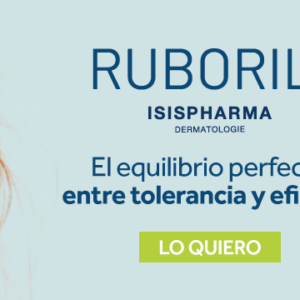 RUBORIL
ISISPHARMA
DERMATOLOGIE
El equilibrio
entre tolerancia y
LO QUIERO